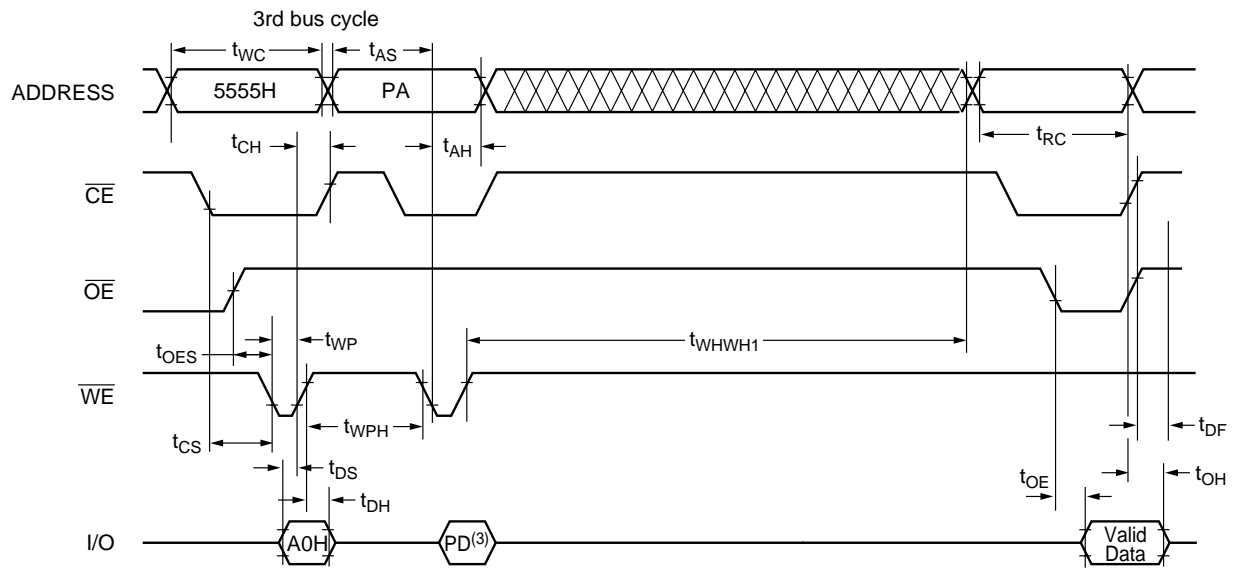 3rd bus cycle
tWC
tAS
ADDRESS
5555H
PA
tCH
tAH
tRC
CE
OE
tOES
tWP
tWHWH1
WE
tCS
tWPH
tDF
tDS
tOE
tOH
tDH
I/O
A0H
PD(3)
Valid
Data